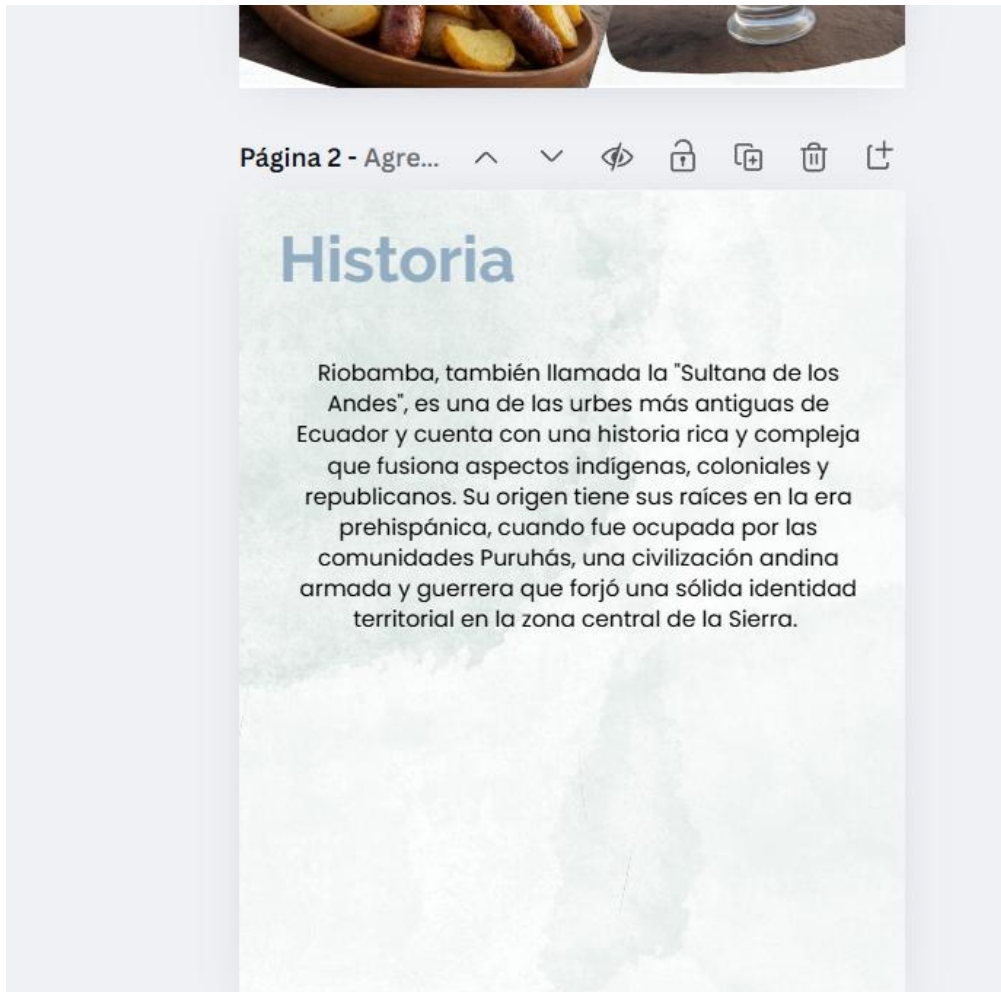 Página 2 - Agre...
Historia
Riobamba, también llamada la "Sultana de los
Andes", es una de las urbes más antiguas de
Ecuador y cuenta con una historia rica y compleja
que fusiona aspectos indígenas, coloniales y
republicanos. Su origen tiene sus raíces en la era
prehispánica, cuando fue ocupada por las
comunidades Puruhás, una civilización andina
armada y guerrera que forjó una sólida identidad
territorial en la zona central de la Sierra.